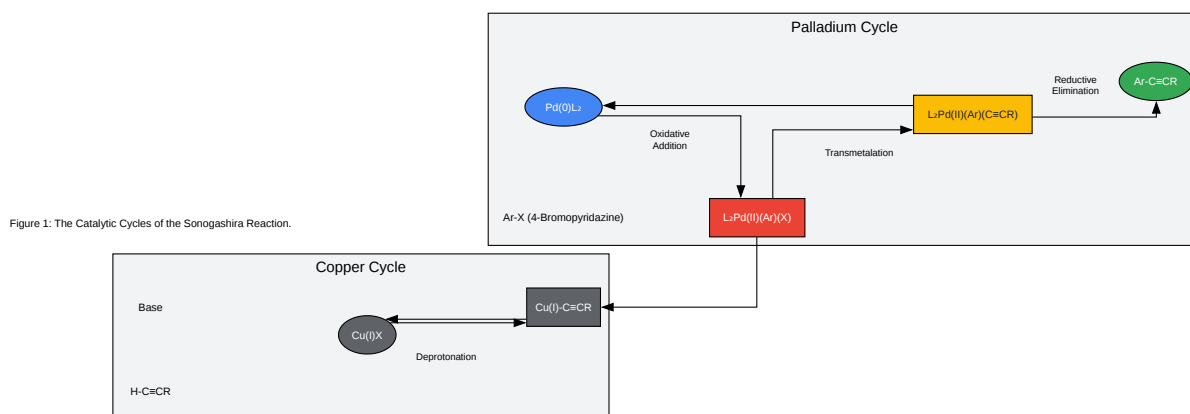 Palladium Cycle
Pd(0)L₂
Oxidative
Addition
Transmetalation
L₂Pd(II)(Ar)(C≡CR)
Reductive
Elimination
Ar-C≡CR
Ar-X (4-Bromopyridazine)
L₂Pd(II)(Ar)(X)
Figure 1: The Catalytic Cycles of the Sonogashira Reaction.
Copper Cycle
Base
Cu(I)X
Cu(I)-C≡CR
Deprotonation
H-C≡CR